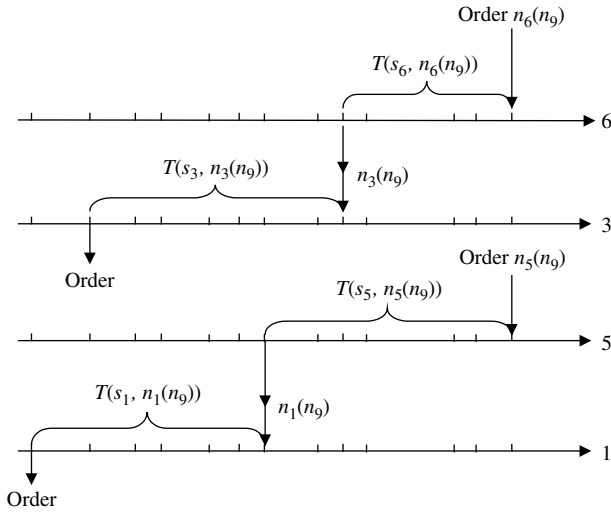 Order n₆(n₉)
T(s₆, n₆(n₉))
6
T(s₃, n₃(n₉))
n₃(n₉)
3
Order
Order n₅(n₉)
T(s₅, n₅(n₉))
5
T(s₁, n₁(n₉))
n₁(n₉)
1
Order